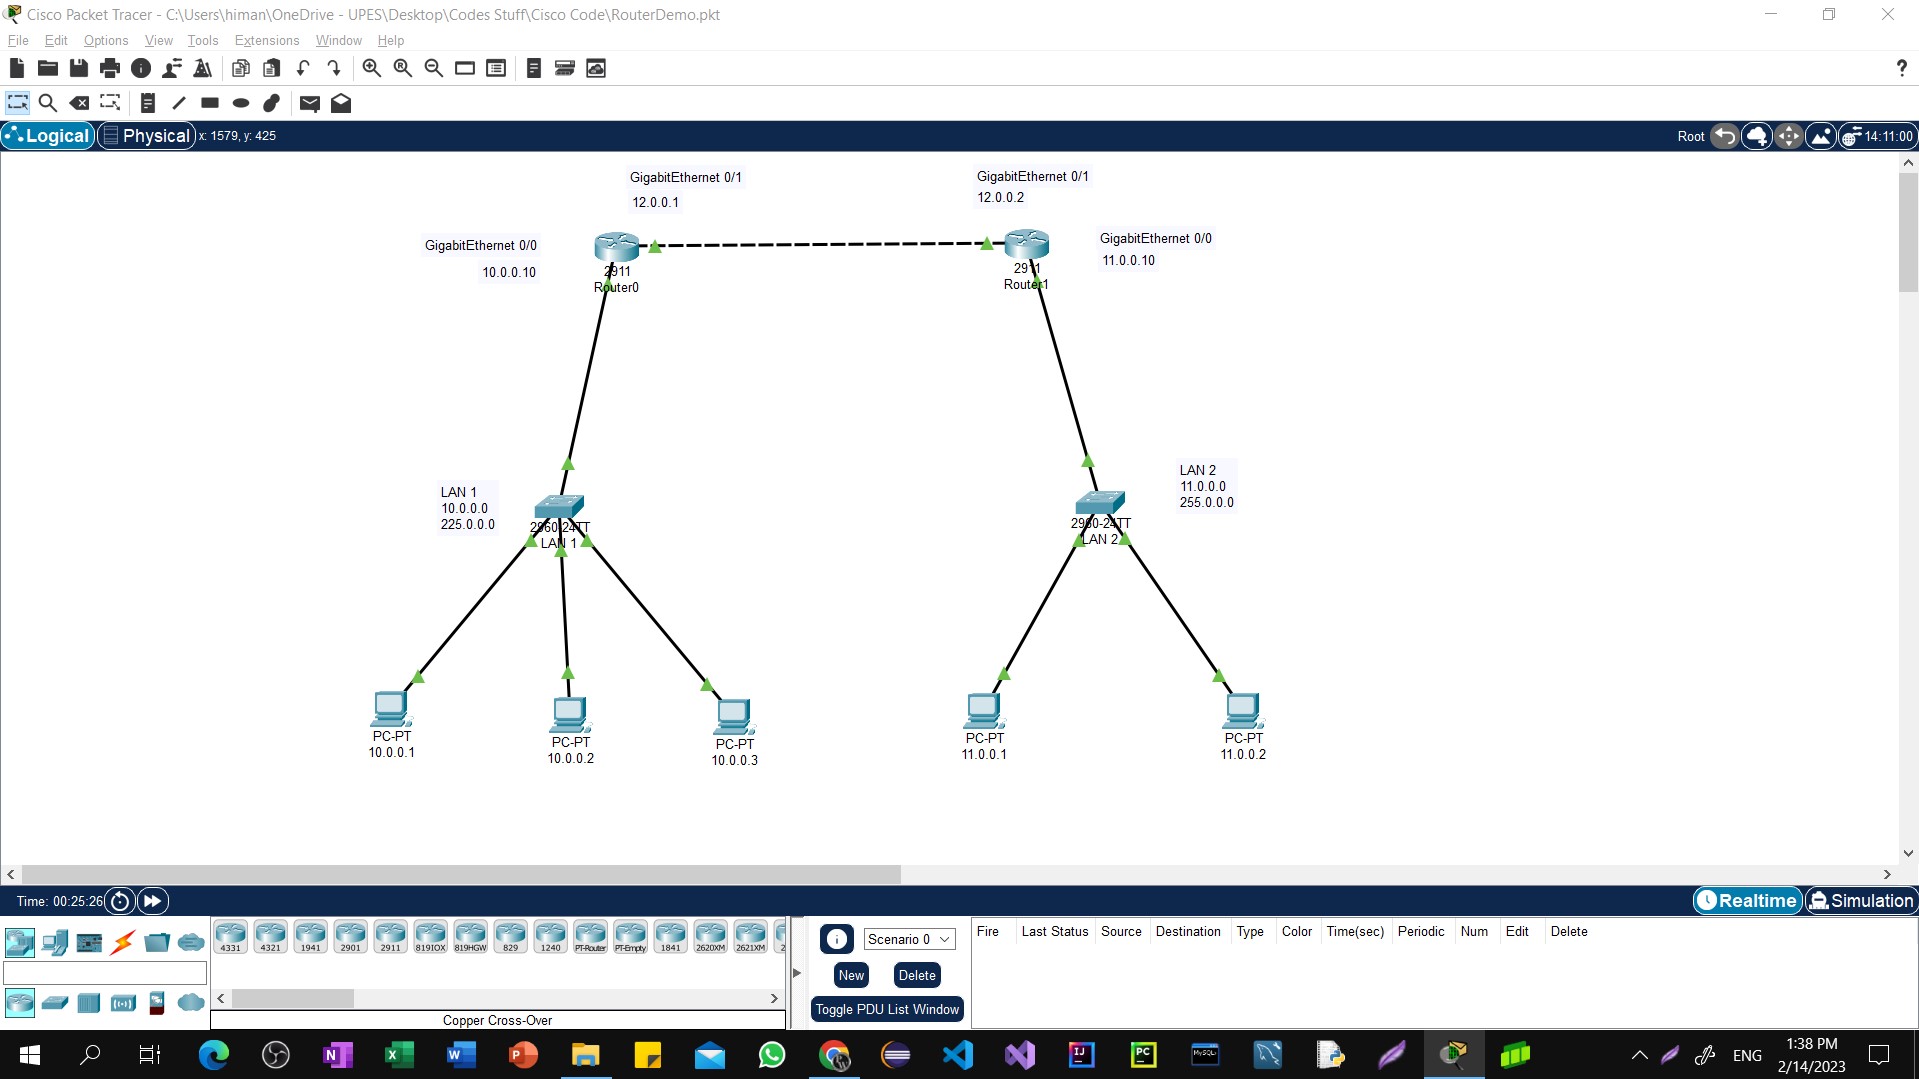 Cisco Packet Tracer - C:\Users\himan\OneDrive - UPES\Desktop\Codes Stuff\Cisco Code\RouterDemo.pkt
File Edit Options View Tools Extensions Window Help
?
Logical Physical x: 1579, y: 425 Root 14:11:00
GigabitEthernet 0/1
12.0.0.1
GigabitEthernet 0/1
12.0.0.2
GigabitEthernet 0/0
10.0.0.10
2911
Router0
2911
Router1
GigabitEthernet 0/0
11.0.0.10
LAN 1
10.0.0.0
225.0.0.0
2960-24TT
LAN 1
2960-24TT
LAN 2
LAN 2
11.0.0.0
255.0.0.0
PC-PT
10.0.0.1
PC-PT
10.0.0.2
PC-PT
10.0.0.3
PC-PT
11.0.0.1
PC-PT
11.0.0.2
Time: 00:25:26 Realtime Simulation
4331 4321 1941 2901 2911 819IOX 819HGW 829 1240 PT-Router PT-Empty 1841 2620XM 2621XM
Copper Cross-Over
Scenario 0
New Delete
Toggle PDU List Window
Fire Last Status Source Destination Type Color Time(sec) Periodic Num Edit Delete
ENG
1:38 PM
2/14/2023